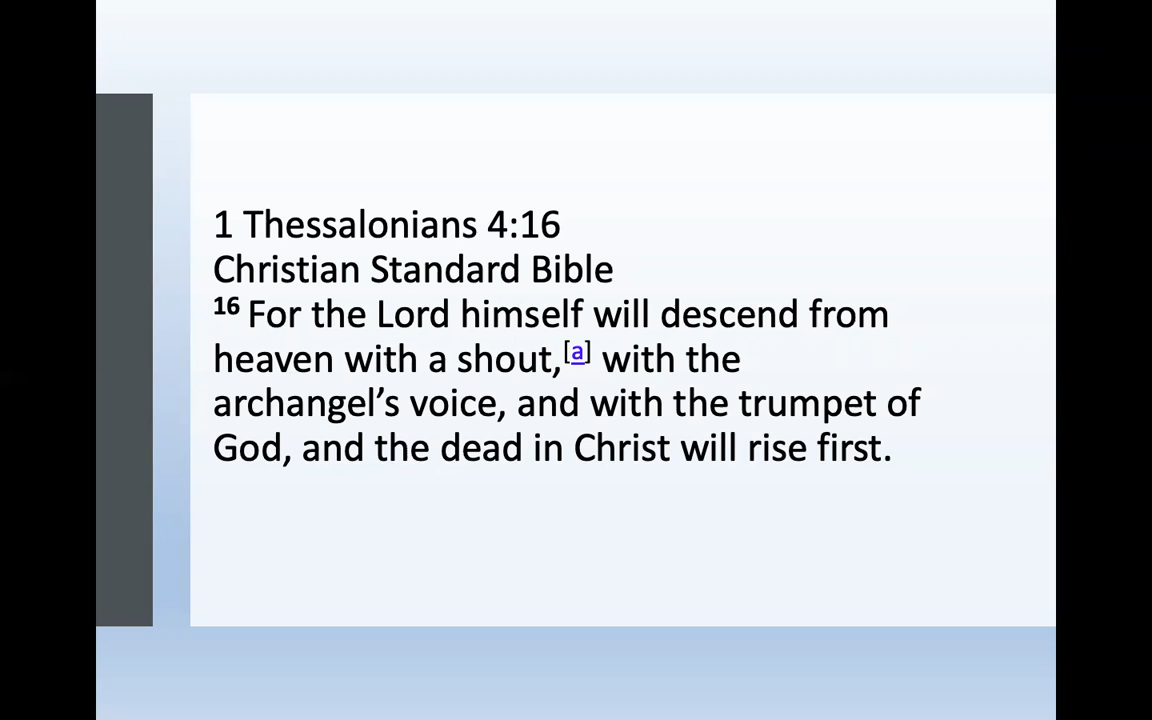 1 Thessalonians 4:16
Christian Standard Bible
16 For the Lord himself will descend from
heaven with a shout,[a] with the
archangel’s voice, and with the trumpet of
God, and the dead in Christ will rise first.